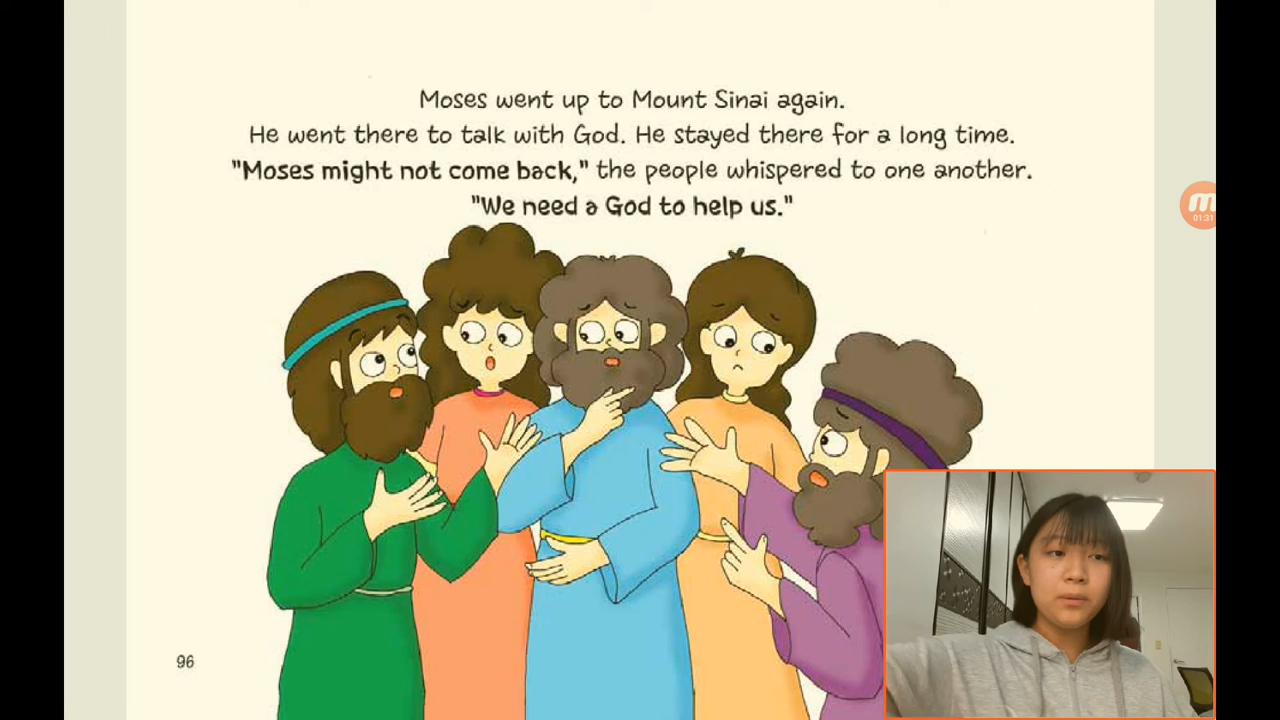 Moses went up to Mount Sinai again.
He went there to talk with God. He stayed there for a long time.
"Moses might not come back," the people whispered to one another.
"We need a God to help us."
01:31
96